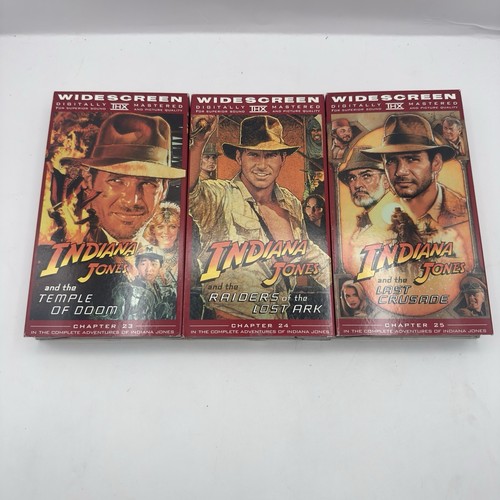 WIDESCREEN
DIGITALLY THX MASTERED
FOR SUPERIOR SOUND AND PICTURE QUALITY
INDIANA
JONES
and the
TEMPLE
OF DOOM
CHAPTER 23
IN THE COMPLETE ADVENTURES OF INDIANA JONES
WIDESCREEN
DIGITALLY THX MASTERED
FOR SUPERIOR SOUND AND PICTURE QUALITY
INDIANA
JONES
and the
RAIDERS of the
LOST ARK
CHAPTER 24
IN THE COMPLETE ADVENTURES OF INDIANA JONES
WIDESCREEN
DIGITALLY THX MASTERED
FOR SUPERIOR SOUND AND PICTURE QUALITY
INDIANA
JONES
and the
LAST
CRUSADE
CHAPTER 25
IN THE COMPLETE ADVENTURES OF INDIANA JONES